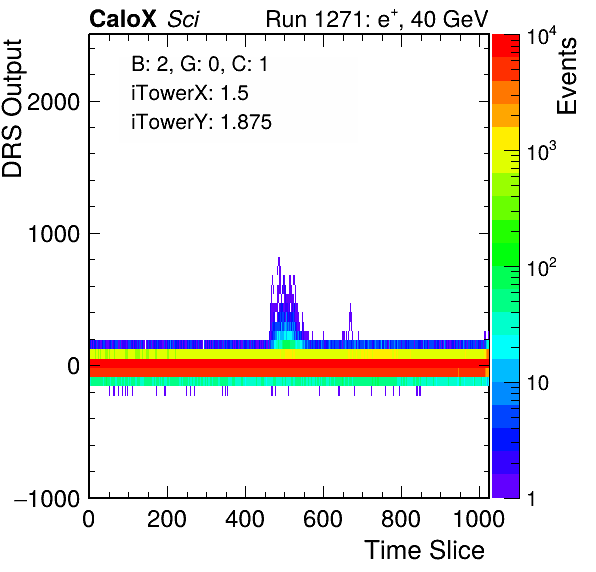 CaloX Sci
Run 1271: e⁺, 40 GeV
B: 2, G: 0, C: 1
iTowerX: 1.5
iTowerY: 1.875
DRS Output
2000
1000
0
−1000
0 200 400 600 800 1000
Time Slice
Events
10⁴
10³
10²
10
1